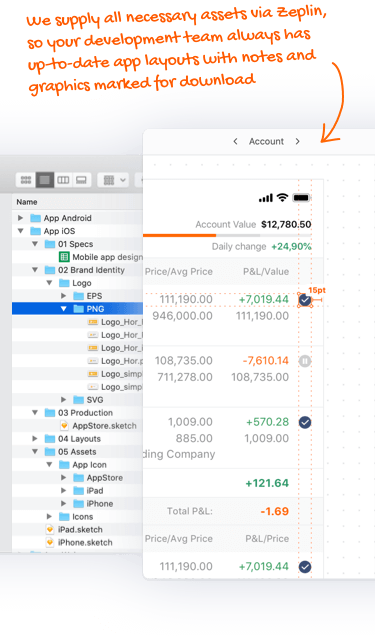 We supply all necessary assets via Zeplin,
so your development team always has
up-to-date app layouts with notes and
graphics marked for download
Account
Name
App Android
App iOS
01 Specs
Mobile app design
02 Brand Identity
Logo
EPS
PNG
Logo_Hor_
Logo_Hor_
Logo_Hor_
Logo_Hor.p
Logo_simp
Logo_simp
SVG
03 Production
AppStore.sketch
04 Layouts
05 Assets
App Icon
AppStore
iPad
iPhone
Icons
iPad.sketch
iPhone.sketch
Account Value $12,780.50
Daily change +24,90%
Price/Avg Price P&L/Value
15pt
111,190.00 +7,019.44
946,000.00 111,190.00
108,735.00 -7,610.14
711,278.00 108,735.00
1,009.00 +570.28
885.00 1,009.00
ding Company
+121.64
Total P&L: -1.69
Price/Avg Price P&L/Price
111,190.00 +7,019.44